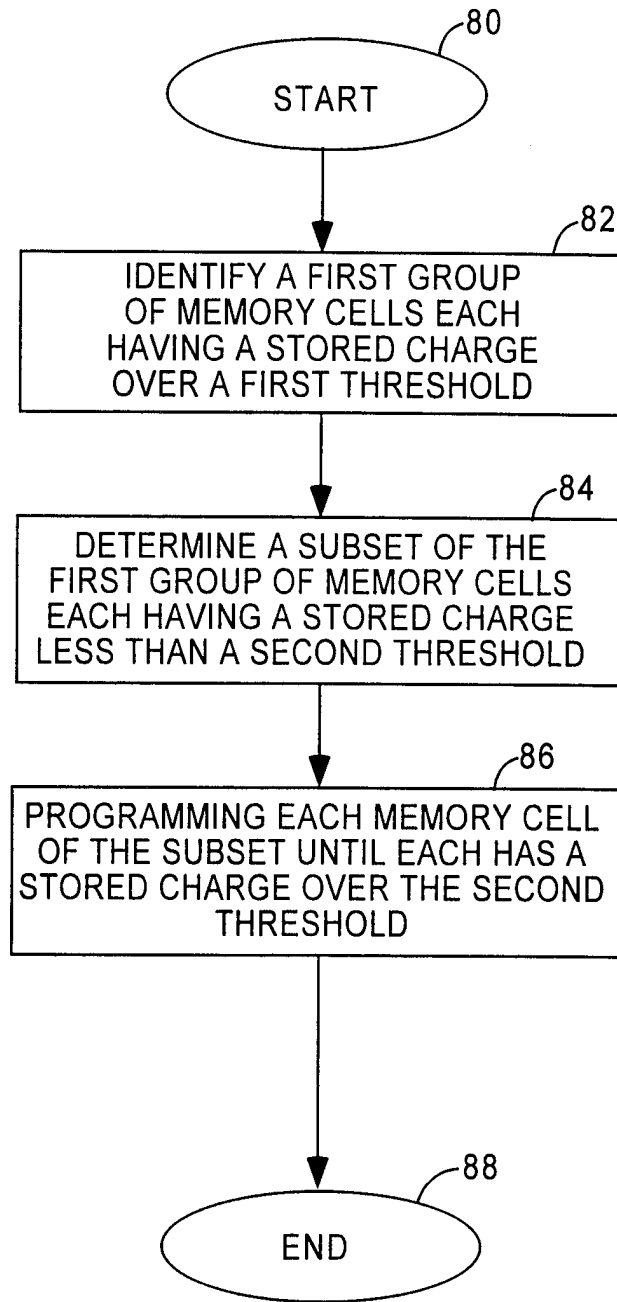 80
START
82
IDENTIFY A FIRST GROUP
OF MEMORY CELLS EACH
HAVING A STORED CHARGE
OVER A FIRST THRESHOLD
84
DETERMINE A SUBSET OF THE
FIRST GROUP OF MEMORY CELLS
EACH HAVING A STORED CHARGE
LESS THAN A SECOND THRESHOLD
86
PROGRAMMING EACH MEMORY CELL
OF THE SUBSET UNTIL EACH HAS A
STORED CHARGE OVER THE SECOND
THRESHOLD
88
END